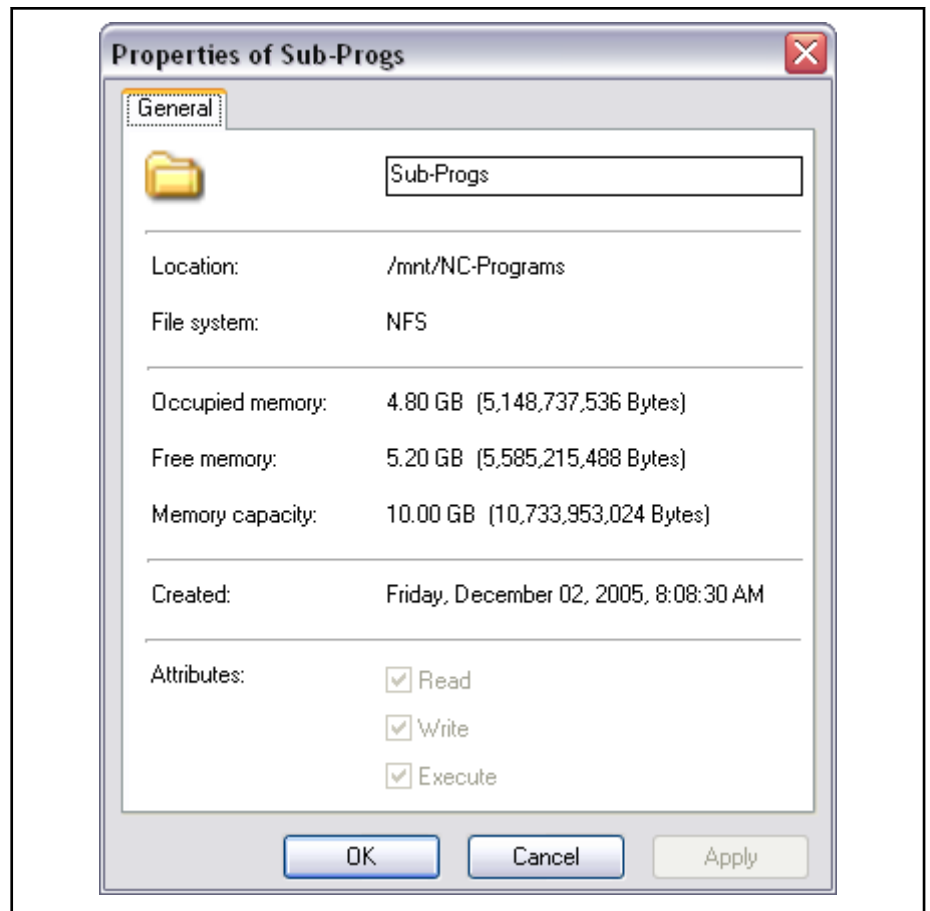 Properties of Sub-Progs
General
Sub-Progs
Location: /mnt/NC-Programs
File system: NFS
Occupied memory: 4.80 GB (5,148,737,536 Bytes)
Free memory: 5.20 GB (5,585,215,488 Bytes)
Memory capacity: 10.00 GB (10,733,953,024 Bytes)
Created: Friday, December 02, 2005, 8:08:30 AM
Attributes: Read
Write
Execute
OK Cancel Apply